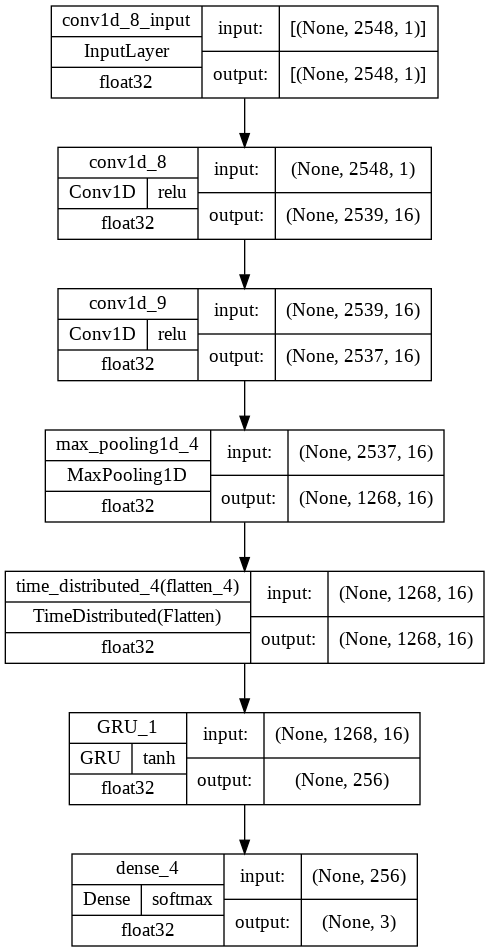 conv1d_8_input input: [(None, 2548, 1)]
InputLayer
float32 output: [(None, 2548, 1)]
conv1d_8 input: (None, 2548, 1)
Conv1D relu
float32 output: (None, 2539, 16)
conv1d_9 input: (None, 2539, 16)
Conv1D relu
float32 output: (None, 2537, 16)
max_pooling1d_4 input: (None, 2537, 16)
MaxPooling1D
float32 output: (None, 1268, 16)
time_distributed_4(flatten_4) input: (None, 1268, 16)
TimeDistributed(Flatten)
float32 output: (None, 1268, 16)
GRU_1 input: (None, 1268, 16)
GRU tanh
float32 output: (None, 256)
dense_4 input: (None, 256)
Dense softmax
float32 output: (None, 3)